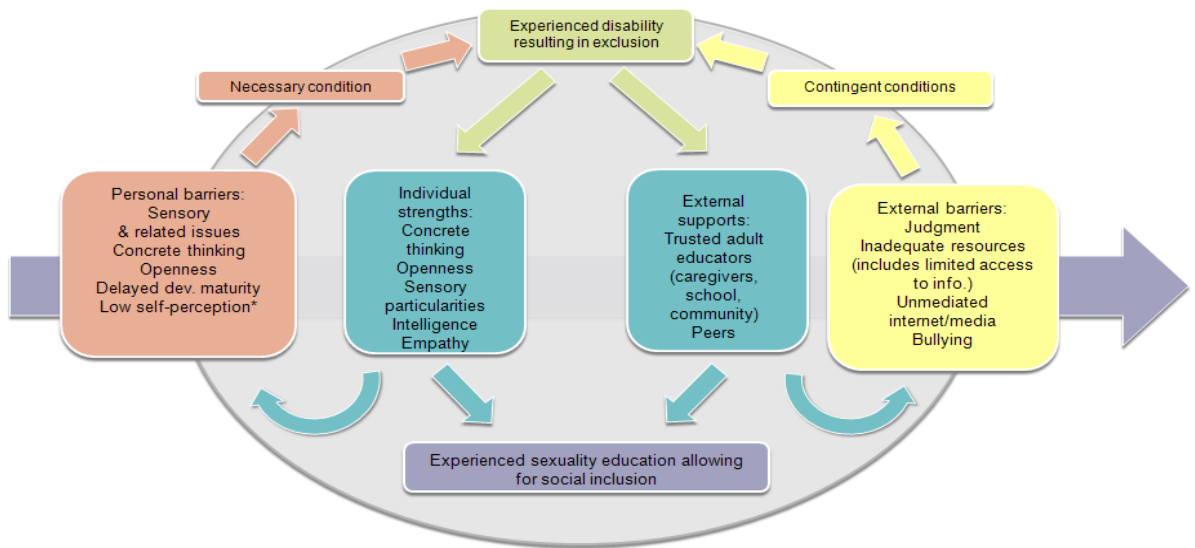 Experienced disability
resulting in exclusion
Necessary condition
Contingent conditions
Personal barriers:
Sensory
& related issues
Concrete thinking
Openness
Delayed dev. maturity
Low self-perception*
Individual
strengths:
Concrete
thinking
Openness
Sensory
particularities
Intelligence
Empathy
External
supports:
Trusted adult
educators
(caregivers,
school,
community)
Peers
External barriers:
Judgment
Inadequate resources
(includes limited access
to info.)
Unmediated
internet/media
Bullying
Experienced sexuality education allowing
for social inclusion